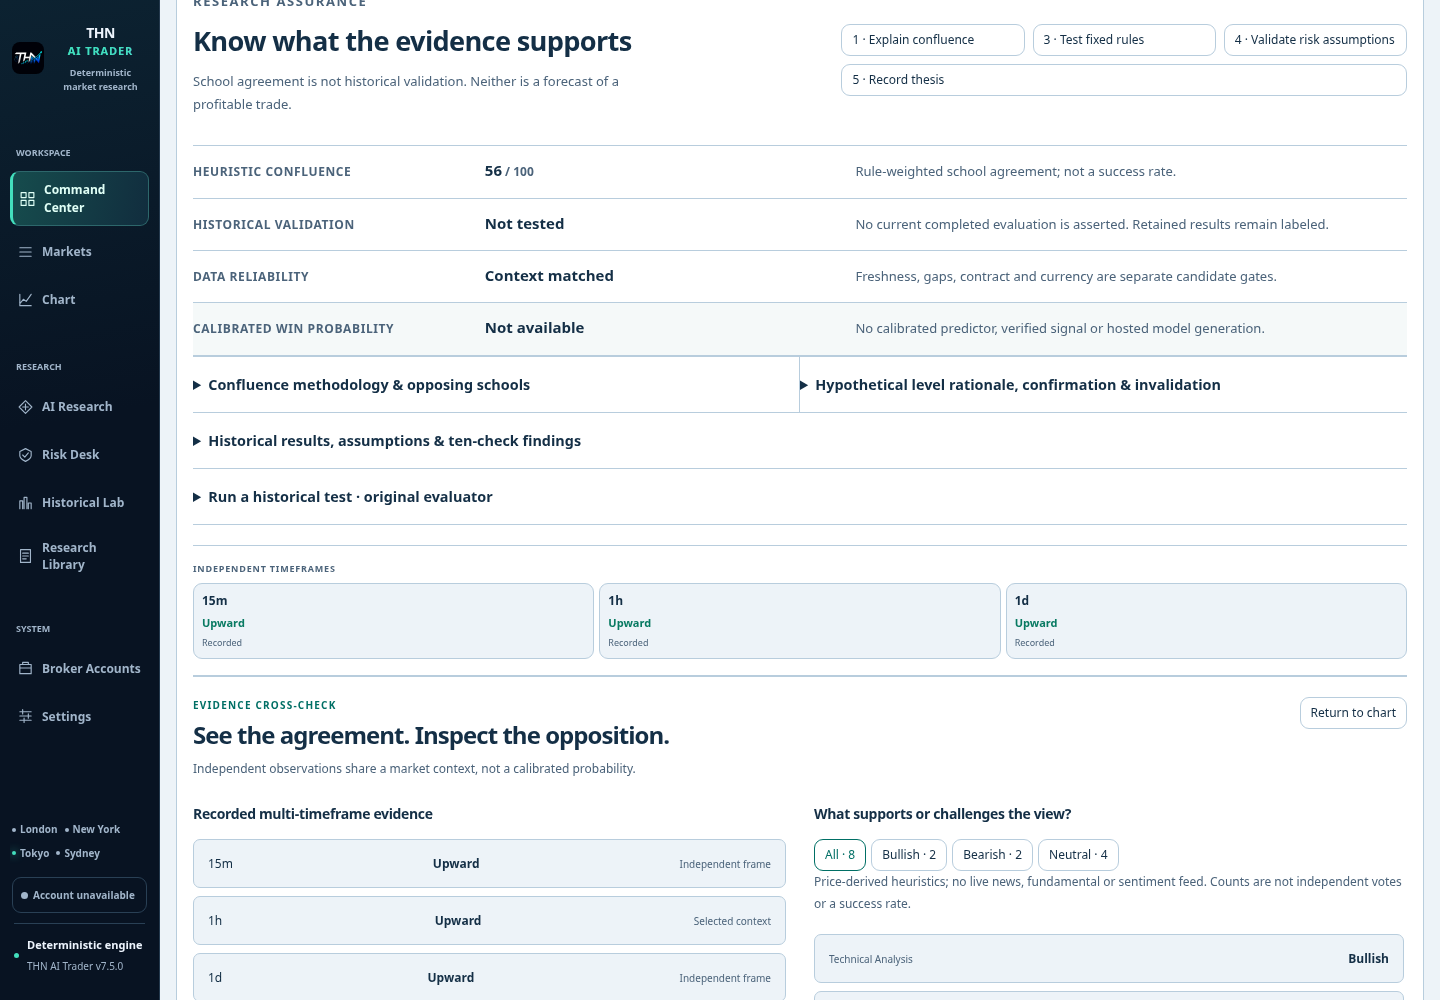 THN
AI TRADER
Deterministic
market research
WORKSPACE
Command
Center
Markets
Chart
RESEARCH
AI Research
Risk Desk
Historical Lab
Research
Library
SYSTEM
Broker Accounts
Settings
London
New York
Tokyo
Sydney
Account unavailable
Deterministic engine
THN AI Trader v7.5.0
RESEARCH ASSURANCE
Know what the evidence supports
School agreement is not historical validation. Neither is a forecast of a
profitable trade.
1 · Explain confluence
3 · Test fixed rules
4 · Validate risk assumptions
5 · Record thesis
HEURISTIC CONFLUENCE
56 / 100
Rule-weighted school agreement; not a success rate.
HISTORICAL VALIDATION
Not tested
No current completed evaluation is asserted. Retained results remain labeled.
DATA RELIABILITY
Context matched
Freshness, gaps, contract and currency are separate candidate gates.
CALIBRATED WIN PROBABILITY
Not available
No calibrated predictor, verified signal or hosted model generation.
Confluence methodology & opposing schools
Hypothetical level rationale, confirmation & invalidation
Historical results, assumptions & ten-check findings
Run a historical test · original evaluator
INDEPENDENT TIMEFRAMES
15m
Upward
Recorded
1h
Upward
Recorded
1d
Upward
Recorded
EVIDENCE CROSS-CHECK
See the agreement. Inspect the opposition.
Independent observations share a market context, not a calibrated probability.
Return to chart
Recorded multi-timeframe evidence
15m
Upward
Independent frame
1h
Upward
Selected context
1d
Upward
Independent frame
What supports or challenges the view?
All · 8
Bullish · 2
Bearish · 2
Neutral · 4
Price-derived heuristics; no live news, fundamental or sentiment feed. Counts are not independent votes
or a success rate.
Technical Analysis
Bullish